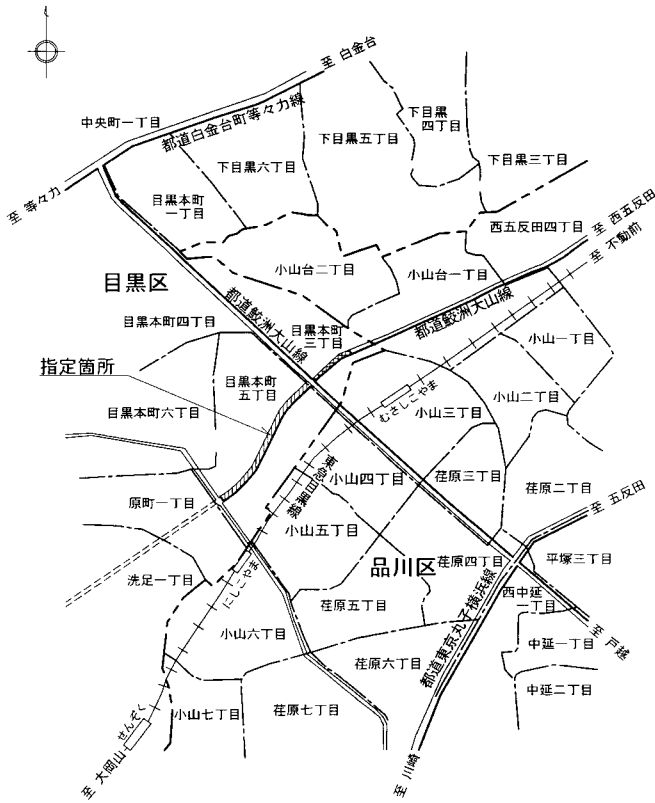 至 白金台
中央町一丁目
都道白金台町等々力線
下目黒
四丁目
下目黒五丁目
下目黒六丁目
下目黒三丁目
至 等々力
目黒本町
一丁目
至 西五反田
西五反田四丁目
至 不動前
小山台二丁目
小山台一丁目
目黒区
都道鮫洲大山線
都道鮫洲大山線
目黒本町四丁目
目黒本町
三丁目
小山一丁目
指定箇所
目黒本町
五丁目
むさしこやま
小山二丁目
小山三丁目
目黒本町六丁目
東急目黒線
小山四丁目
荏原三丁目
荏原二丁目
原町一丁目
至 五反田
小山五丁目
品川区
荏原四丁目
平塚三丁目
洗足一丁目
にしこやま
西中延
一丁目
荏原五丁目
都道東京丸子横浜線
至 戸越
小山六丁目
中延一丁目
荏原六丁目
中延二丁目
小山七丁目
荏原七丁目
せんぞく
至 大岡山
至 川崎